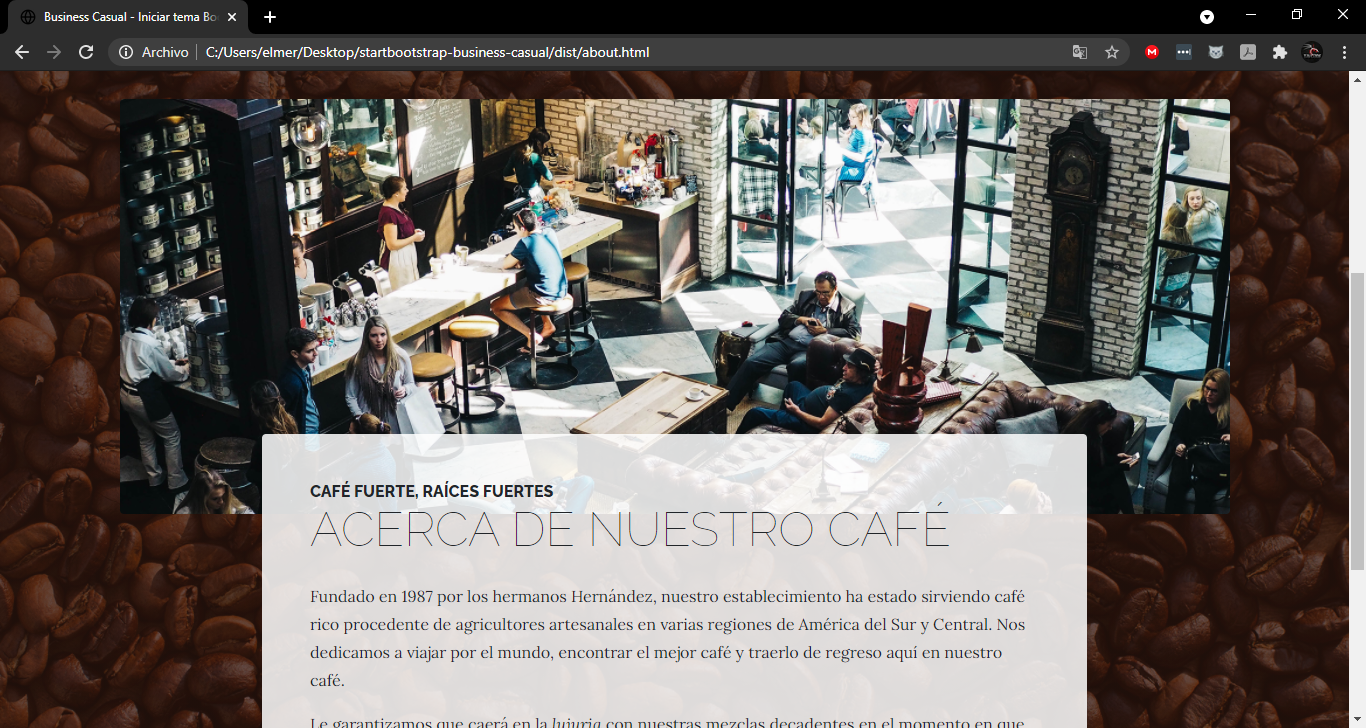 Business Casual - Iniciar tema Bo
Archivo
C:/Users/elmer/Desktop/startbootstrap-business-casual/dist/about.html
CAFÉ FUERTE, RAÍCES FUERTES
ACERCA DE NUESTRO CAFÉ
Fundado en 1987 por los hermanos Hernández, nuestro establecimiento ha estado sirviendo café
rico procedente de agricultores artesanales en varias regiones de América del Sur y Central. Nos
dedicamos a viajar por el mundo, encontrar el mejor café y traerlo de regreso aquí en nuestro
café.
Le garantizamos que caerá en la lujuria con nuestras mezclas decadentes en el momento en que